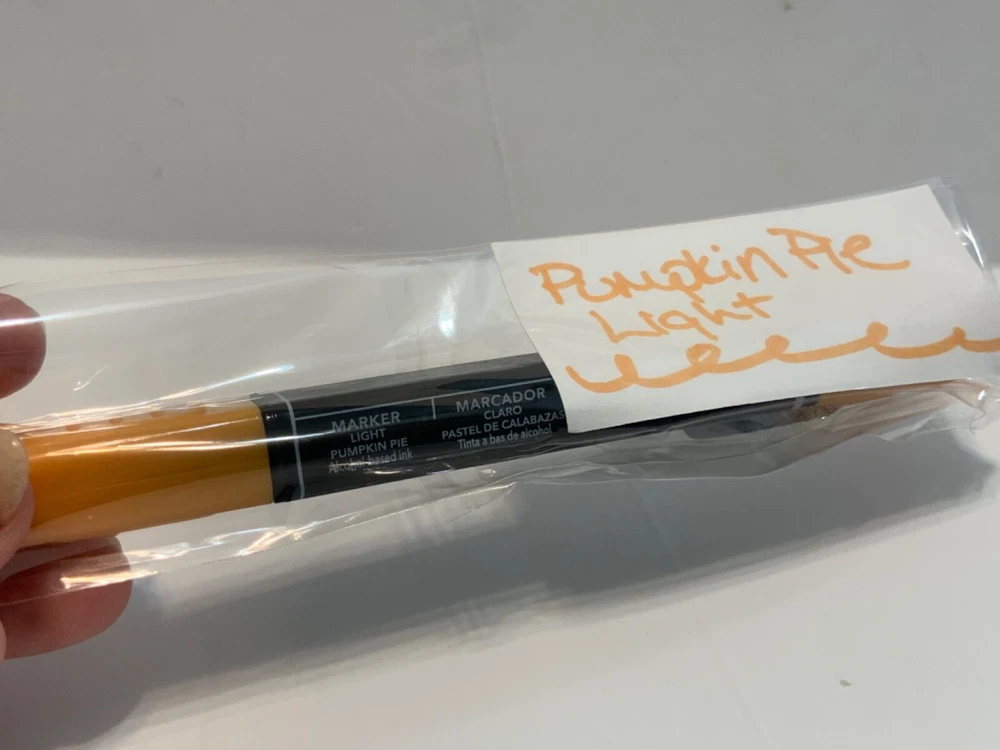 Pumpkin Pie
Light
MARKER
LIGHT
PUMPKIN PIE
Alcohol-based ink
MARCADOR
CLARO
PASTEL DE CALABAZAS
Tinta a bas de alcohol